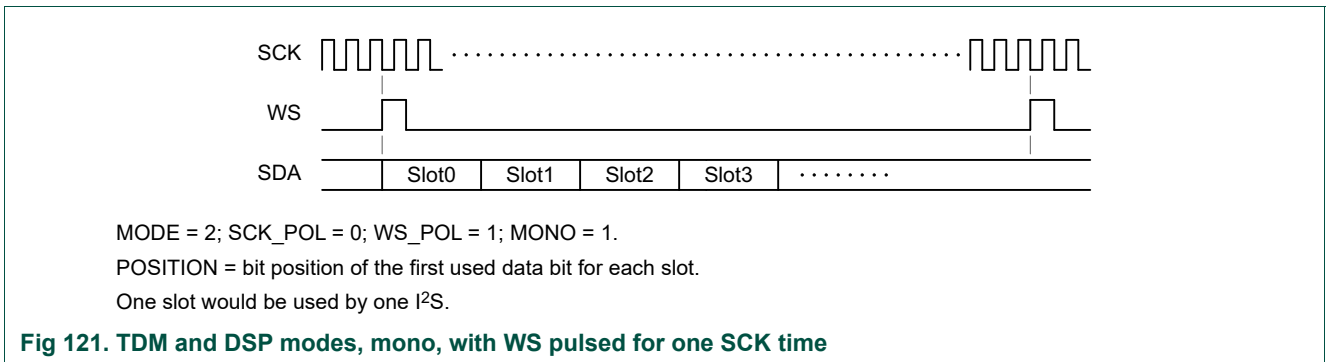 SCK
WS
SDA Slot0 Slot1 Slot2 Slot3 ........
MODE = 2; SCK_POL = 0; WS_POL = 1; MONO = 1.
POSITION = bit position of the first used data bit for each slot.
One slot would be used by one I²S.
Fig 121. TDM and DSP modes, mono, with WS pulsed for one SCK time